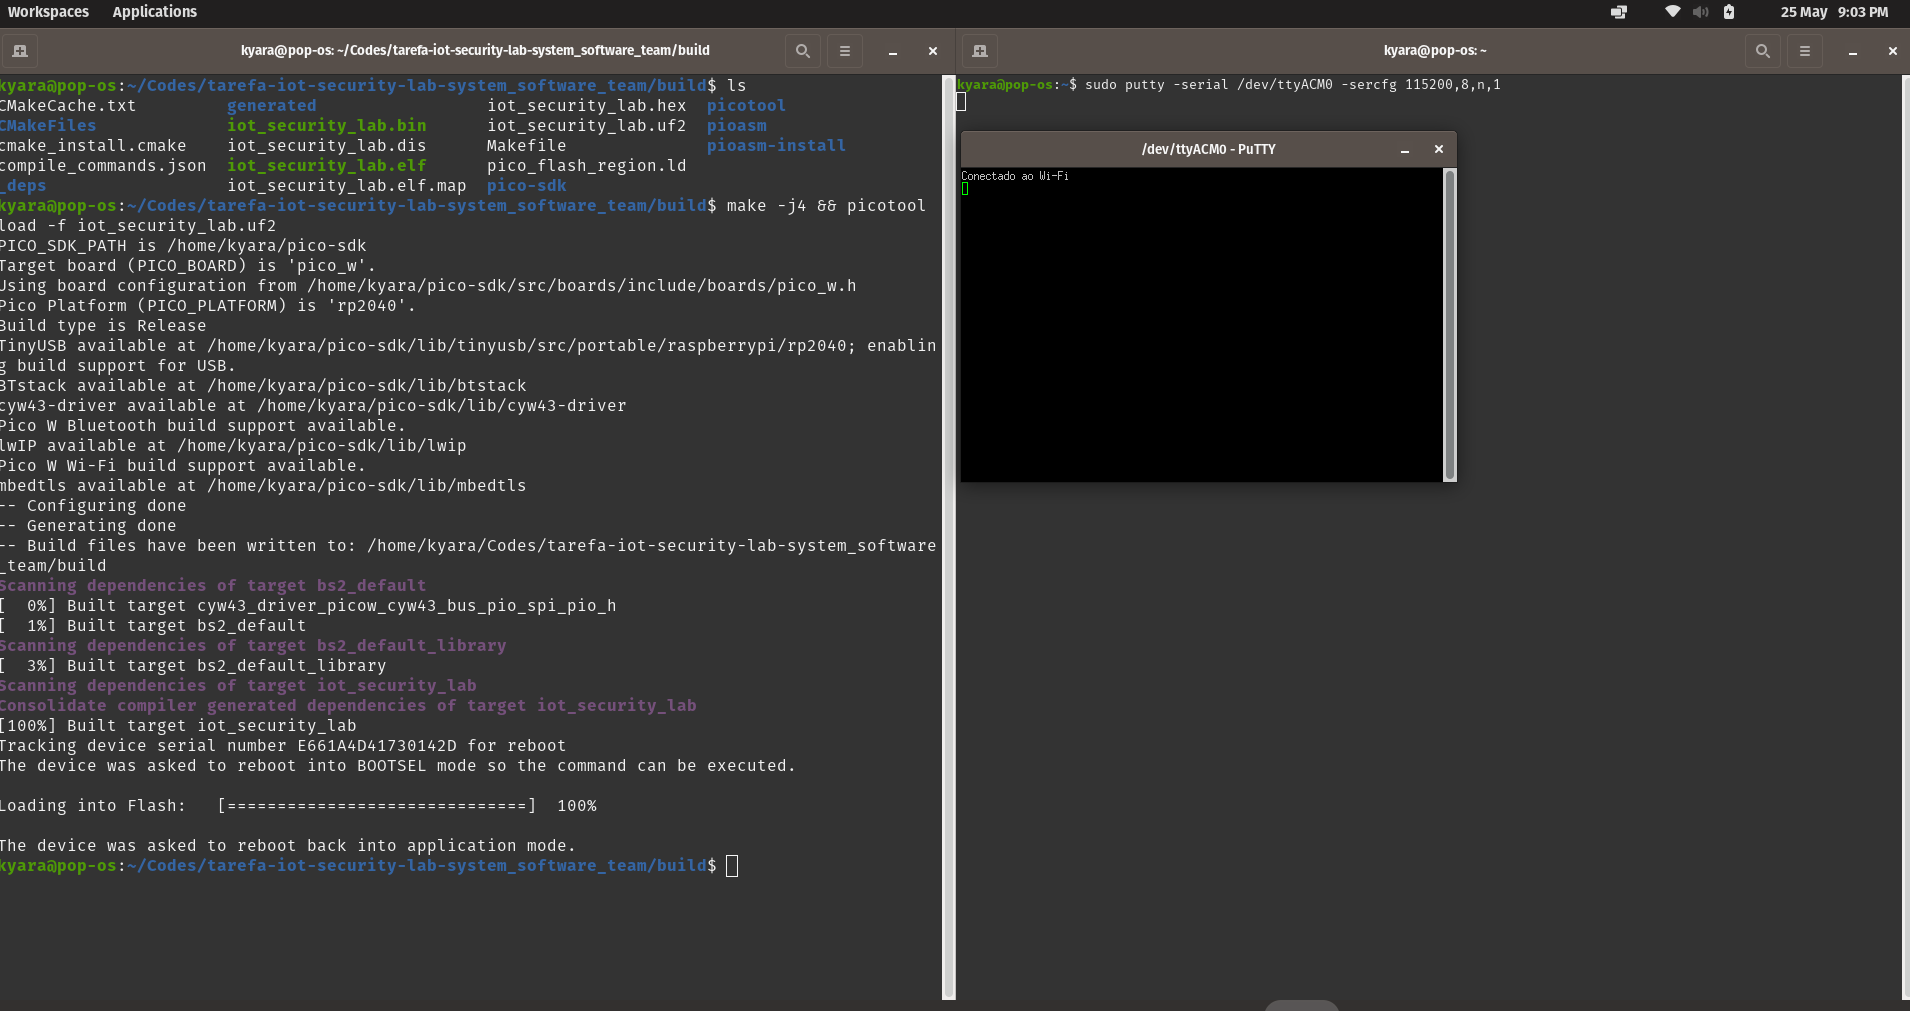 Workspaces Applications
25 May 9:03 PM
kyara@pop-os: ~/Codes/tarefa-iot-security-lab-system_software_team/build
kyara@pop-os:~/Codes/tarefa-iot-security-lab-system_software_team/build$ ls
CMakeCache.txt generated iot_security_lab.hex picotool
CMakeFiles iot_security_lab.bin iot_security_lab.uf2 pioasm
cmake_install.cmake iot_security_lab.dis Makefile pioasm-install
compile_commands.json iot_security_lab.elf pico_flash_region.ld
_deps iot_security_lab.elf.map pico-sdk
kyara@pop-os:~/Codes/tarefa-iot-security-lab-system_software_team/build$ make -j4 && picotool
load -f iot_security_lab.uf2
PICO_SDK_PATH is /home/kyara/pico-sdk
Target board (PICO_BOARD) is 'pico_w'.
Using board configuration from /home/kyara/pico-sdk/src/boards/include/boards/pico_w.h
Pico Platform (PICO_PLATFORM) is 'rp2040'.
Build type is Release
TinyUSB available at /home/kyara/pico-sdk/lib/tinyusb/src/portable/raspberrypi/rp2040; enablin
g build support for USB.
BTstack available at /home/kyara/pico-sdk/lib/btstack
cyw43-driver available at /home/kyara/pico-sdk/lib/cyw43-driver
Pico W Bluetooth build support available.
lwIP available at /home/kyara/pico-sdk/lib/lwip
Pico W Wi-Fi build support available.
mbedtls available at /home/kyara/pico-sdk/lib/mbedtls
-- Configuring done
-- Generating done
-- Build files have been written to: /home/kyara/Codes/tarefa-iot-security-lab-system_software
_team/build
Scanning dependencies of target bs2_default
[  0%] Built target cyw43_driver_picow_cyw43_bus_pio_spi_pio_h
[  1%] Built target bs2_default
Scanning dependencies of target bs2_default_library
[  3%] Built target bs2_default_library
Scanning dependencies of target iot_security_lab
Consolidate compiler generated dependencies of target iot_security_lab
[100%] Built target iot_security_lab
Tracking device serial number E661A4D41730142D for reboot
The device was asked to reboot into BOOTSEL mode so the command can be executed.
Loading into Flash:   [==============================]  100%
The device was asked to reboot back into application mode.
kyara@pop-os:~/Codes/tarefa-iot-security-lab-system_software_team/build$
kyara@pop-os: ~
kyara@pop-os:~$ sudo putty -serial /dev/ttyACM0 -sercfg 115200,8,n,1
/dev/ttyACM0 - PuTTY
Conectado ao Wi-Fi